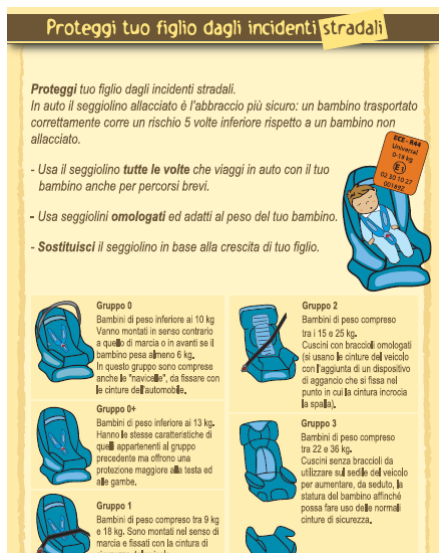 Proteggi tuo figlio dagli incidenti stradali
Proteggi tuo figlio dagli incidenti stradali.
In auto il seggiolino allacciato è l'abbraccio più sicuro: un bambino trasportato
correttamente corre un rischio 5 volte inferiore rispetto a un bambino non
allacciato.
- Usa il seggiolino tutte le volte che viaggi in auto con il tuo
bambino anche per percorsi brevi.
- Usa seggiolini omologati ed adatti al peso del tuo bambino.
- Sostituisci il seggiolino in base alla crescita di tuo figlio.
ECE - R44
Universal
0-18 kg
E1
02 30 10 27
001692
Gruppo 0
Bambini di peso inferiore ai 10 kg
Vanno montati in senso contrario
a quello di marcia o in avanti se il
bambino pesa almeno 6 kg.
In questo gruppo sono comprese
anche le "navicelle", da fissare con
le cinture dell'automobile.
Gruppo 0+
Bambini di peso inferiore ai 13 kg.
Hanno le stesse caratteristiche di
quelli appartenenti al gruppo
precedente ma offrono una
protezione maggiore alla testa ed
alle gambe.
Gruppo 1
Bambini di peso compreso tra 9 kg
e 18 kg. Sono montati nel senso di
marcia e fissati con la cintura di
Gruppo 2
Bambini di peso compreso
tra i 15 e 25 kg.
Cuscini con braccioli omologati
(si usano le cinture del veicolo
con l'aggiunta di un dispositivo
di aggancio che si fissa nel
punto in cui la cintura incrocia
la spalla).
Gruppo 3
Bambini di peso compreso
tra 22 e 36 kg.
Cuscini senza braccioli da
utilizzare sul sedile del veicolo
per aumentare, da seduto, la
statura del bambino affinché
possa fare uso delle normali
cinture di sicurezza.